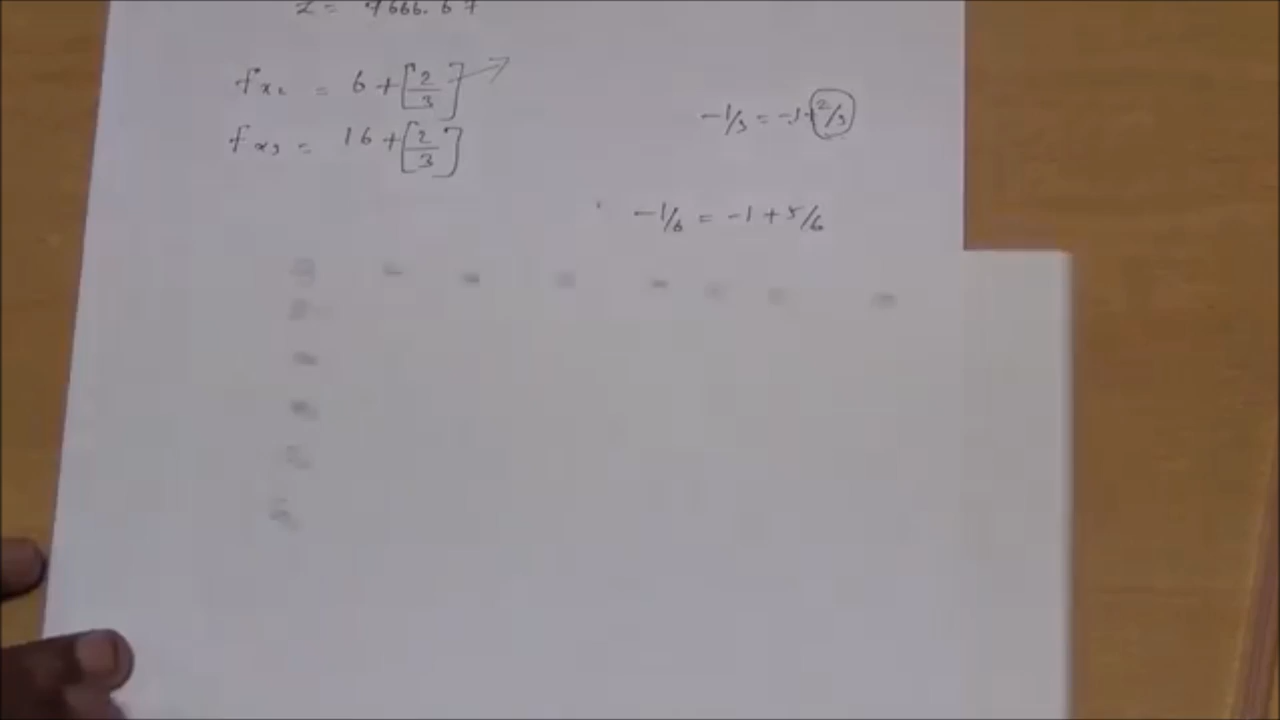 Z = 7666.67
fx₂ = 6 + [2/3]
fx₃ = 16 + [2/3]
-1/3 = -1 + 2/3
-1/6 = -1 + 5/6